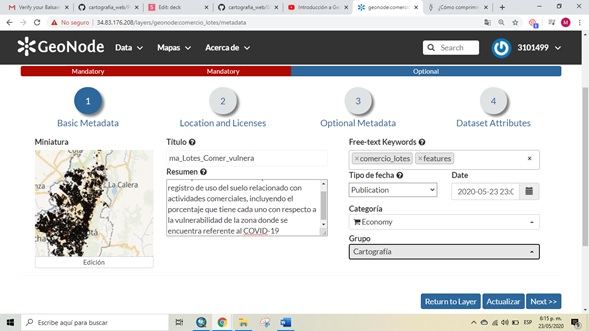 Verify your Balsa
cartografia_web/
Edit deck
cartografia_web/
Introducción a G
geonode:comerci
¿Cómo comprimi
No seguro
34.83.176.208/layers/geonode:comercio_lotes/metadata
GeoNode
Data
Mapas
Acerca de
Search
3101499
Mandatory
Mandatory
Optional
1
2
3
4
Basic Metadata
Location and Licenses
Optional Metadata
Dataset Attributes
Miniatura
Cota
La Calera
Edición
Título
ma_Lotes_Comer_vulnera
Resumen
registro de uso del suelo relacionado con
actividades comerciales, incluyendo el
porcentaje que tiene cada uno con respecto a
la vulnerabilidad de la zona donde se
encuentra referente al COVID-19
Free-text Keywords
× comercio_lotes × features ×
Tipo de fecha
Date
Publication
2020-05-23 23:0
Categoría
Economy
Grupo
Cartografía
Return to Layer
Actualizar
Next >>
Escribe aquí para buscar
ESP
6:15 p. m.
23/05/2020